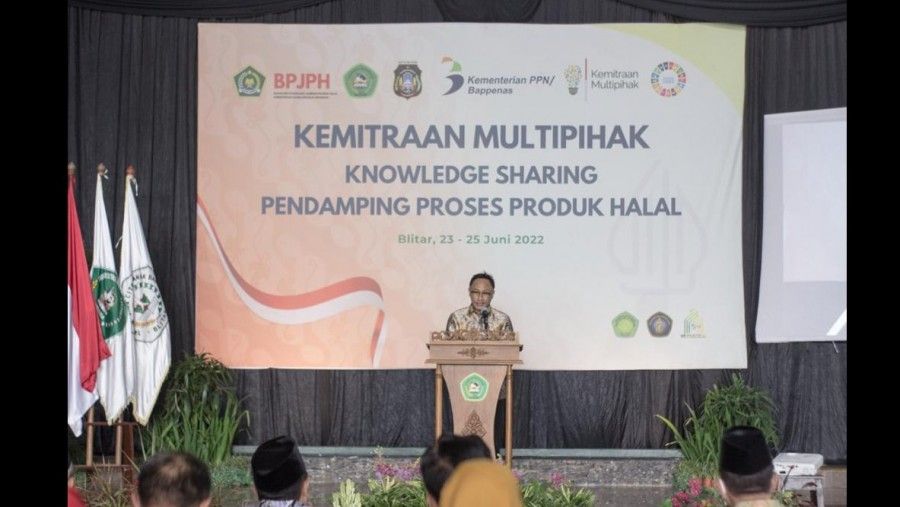 BPJPH
Kementerian PPN/
Bappenas
Kemitraan
Multipihak
KEMITRAAN MULTIPIHAK
KNOWLEDGE SHARING
PENDAMPING PROSES PRODUK HALAL
Blitar, 23 - 25 Juni 2022